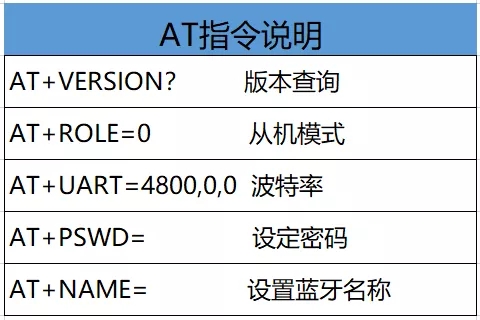 AT指令说明
AT+VERSION? 版本查询
AT+ROLE=0 从机模式
AT+UART=4800,0,0 波特率
AT+PSWD= 设定密码
AT+NAME= 设置蓝牙名称